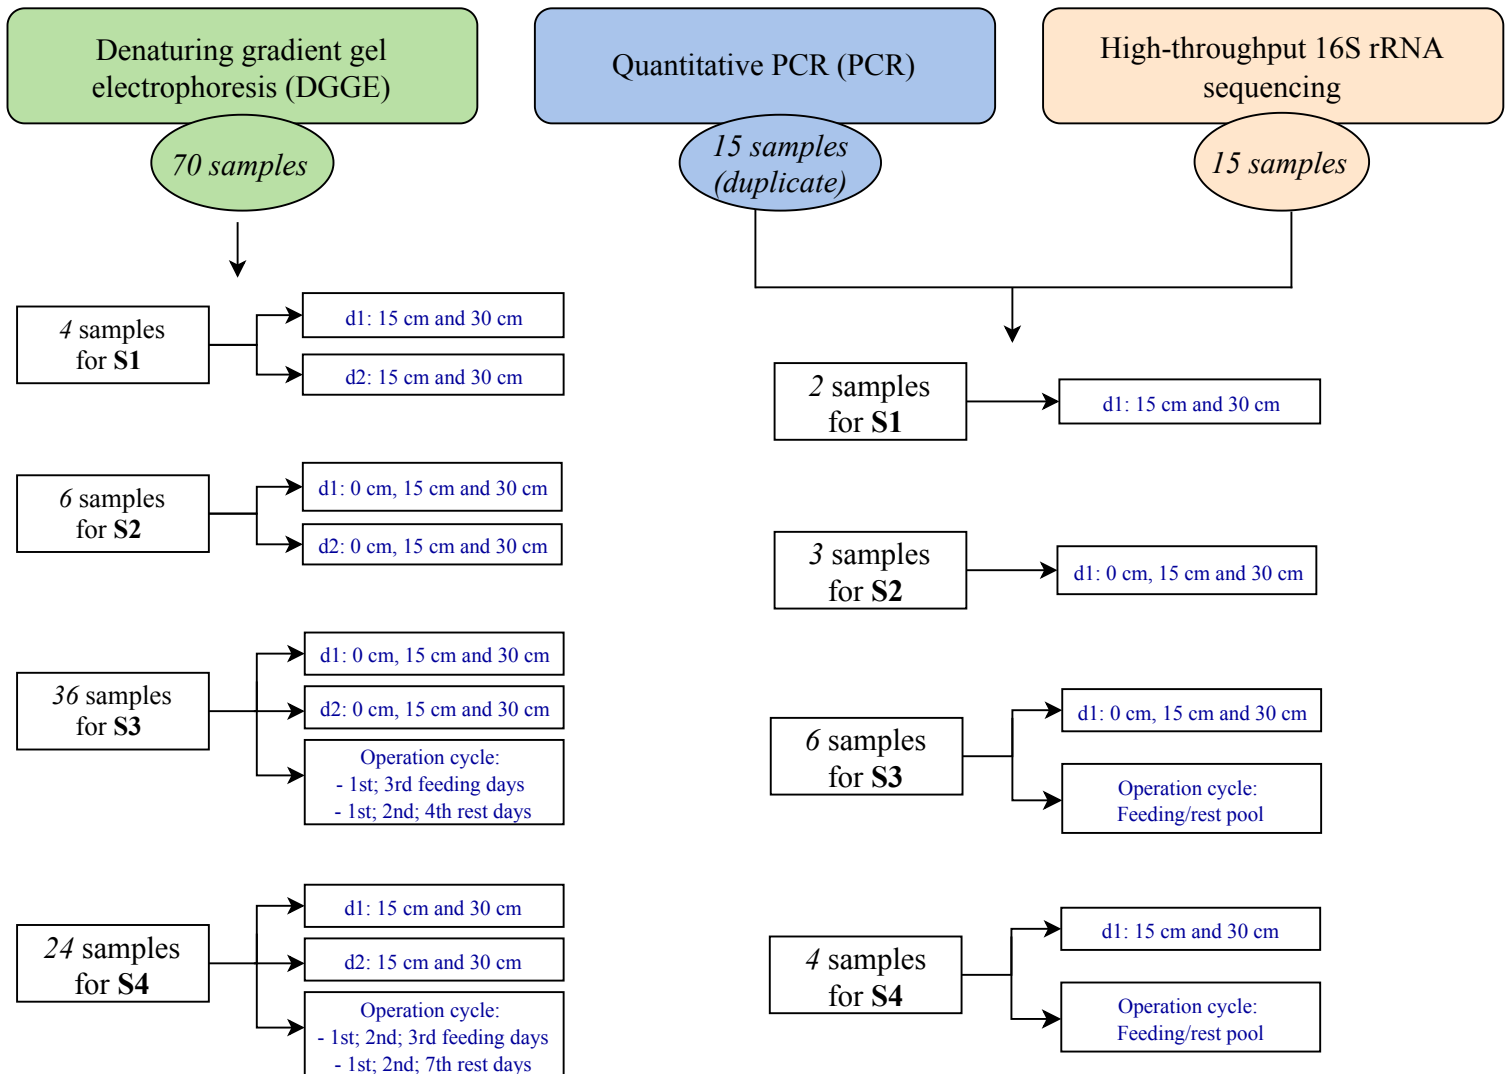 Denaturing gradient gel
electrophoresis (DGGE)
70 samples
Quantitative PCR (PCR)
15 samples
(duplicate)
High-throughput 16S rRNA
sequencing
15 samples
4 samples
for S1
d1: 15 cm and 30 cm
d2: 15 cm and 30 cm
6 samples
for S2
d1: 0 cm, 15 cm and 30 cm
d2: 0 cm, 15 cm and 30 cm
36 samples
for S3
d1: 0 cm, 15 cm and 30 cm
d2: 0 cm, 15 cm and 30 cm
Operation cycle:
- 1st; 3rd feeding days
- 1st; 2nd; 4th rest days
24 samples
for S4
d1: 15 cm and 30 cm
d2: 15 cm and 30 cm
Operation cycle:
- 1st; 2nd; 3rd feeding days
- 1st; 2nd; 7th rest days
2 samples
for S1
d1: 15 cm and 30 cm
3 samples
for S2
d1: 0 cm, 15 cm and 30 cm
6 samples
for S3
d1: 0 cm, 15 cm and 30 cm
Operation cycle:
Feeding/rest pool
4 samples
for S4
d1: 15 cm and 30 cm
Operation cycle:
Feeding/rest pool